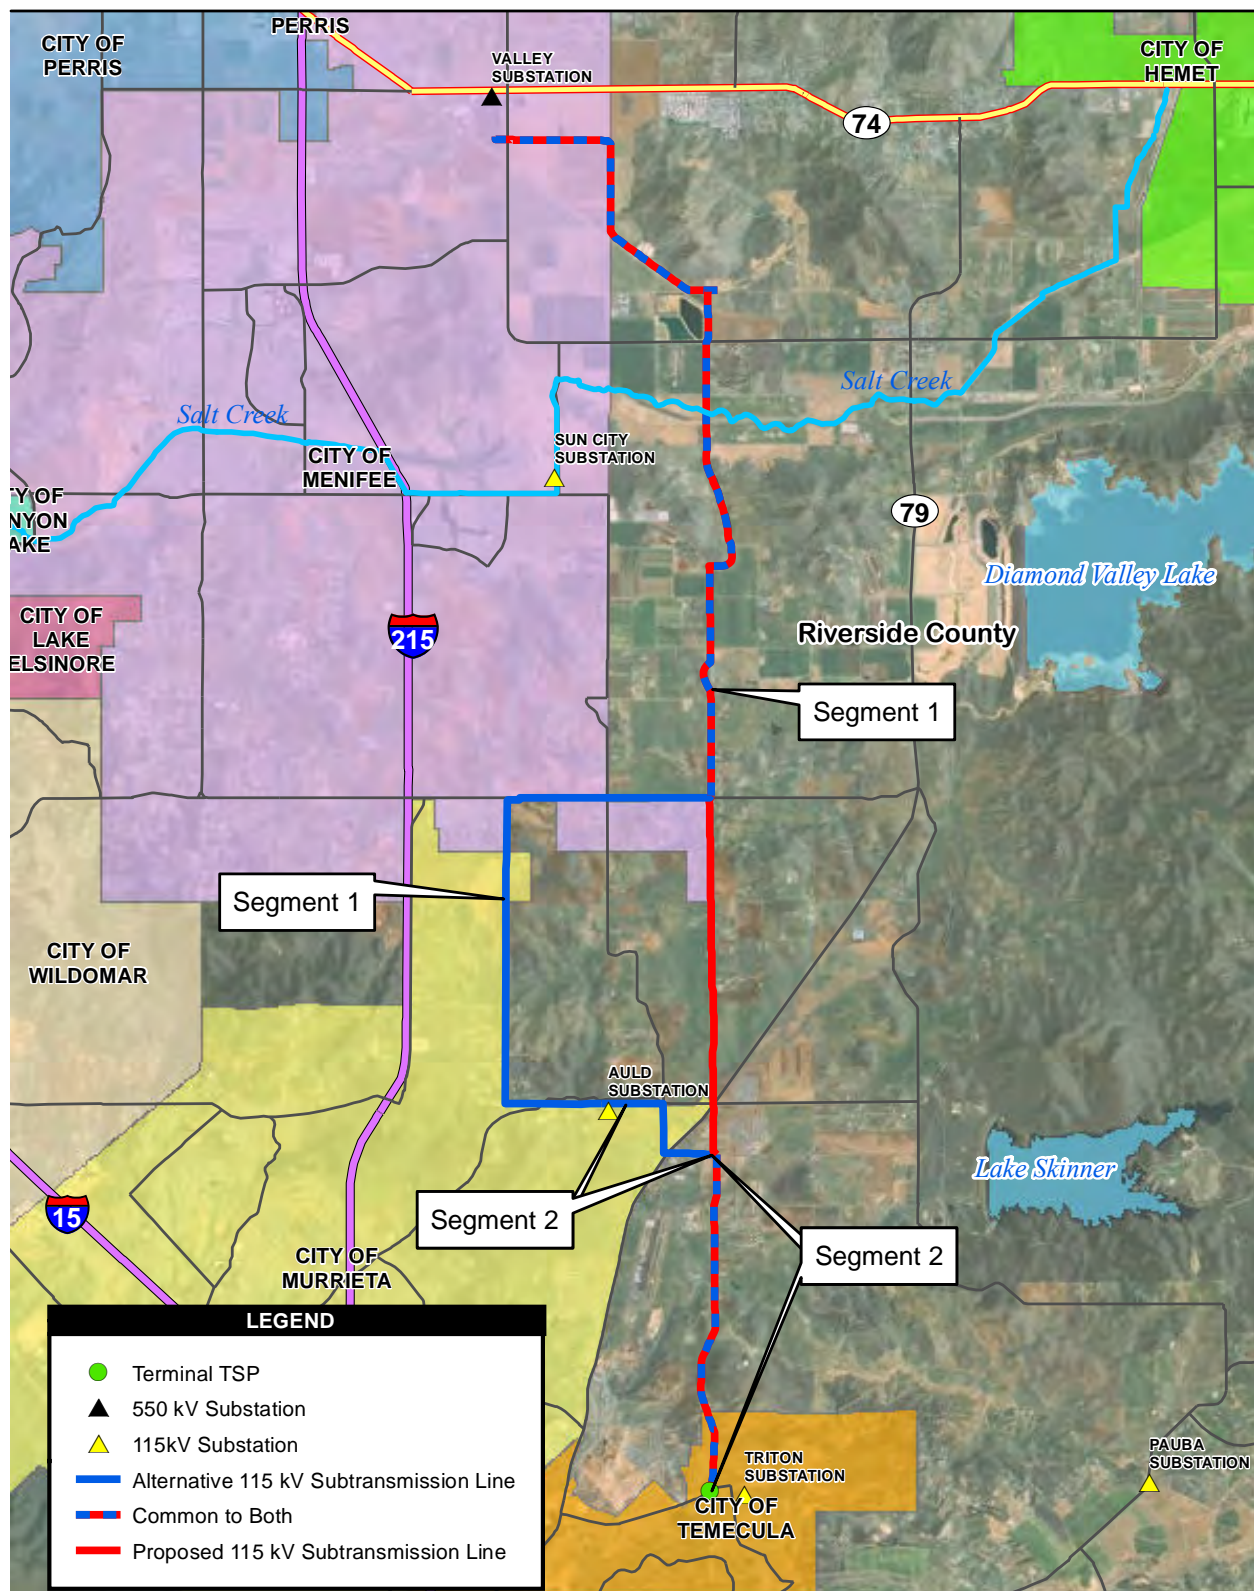 PERRIS
CITY OF
PERRIS
VALLEY
SUBSTATION
CITY OF
HEMET
74
Salt Creek
Salt Creek
SUN CITY
SUBSTATION
CITY OF
MENIFEE
TY OF
NYON
AKE
79
Diamond Valley Lake
CITY OF
LAKE
ELSINORE
215
Riverside County
Segment 1
Segment 1
CITY OF
WILDOMAR
AULD
SUBSTATION
Lake Skinner
15
Segment 2
Segment 2
CITY OF
MURRIETA
LEGEND
Terminal TSP
550 kV Substation
115kV Substation
Alternative 115 kV Subtransmission Line
Common to Both
Proposed 115 kV Subtransmission Line
TRITON
SUBSTATION
PAUBA
SUBSTATION
CITY OF
TEMECULA